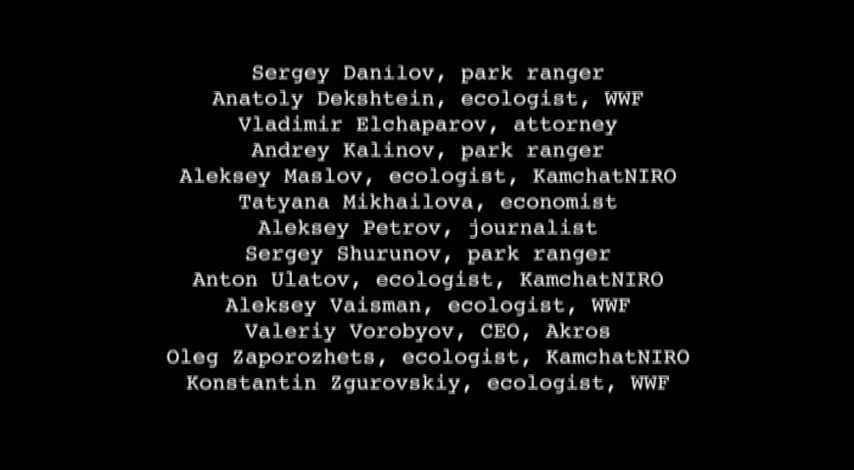 Sergey Danilov, park ranger
Anatoly Dekshtein, ecologist, WWF
Vladimir Elchaparov, attorney
Andrey Kalinov, park ranger
Aleksey Maslov, ecologist, KamchatNIRO
Tatyana Mikhailova, economist
Aleksey Petrov, journalist
Sergey Shurunov, park ranger
Anton Ulatov, ecologist, KamchatNIRO
Aleksey Vaisman, ecologist, WWF
Valeriy Vorobyov, CEO, Akros
Oleg Zaporozhets, ecologist, KamchatNIRO
Konstantin Zgurovskiy, ecologist, WWF